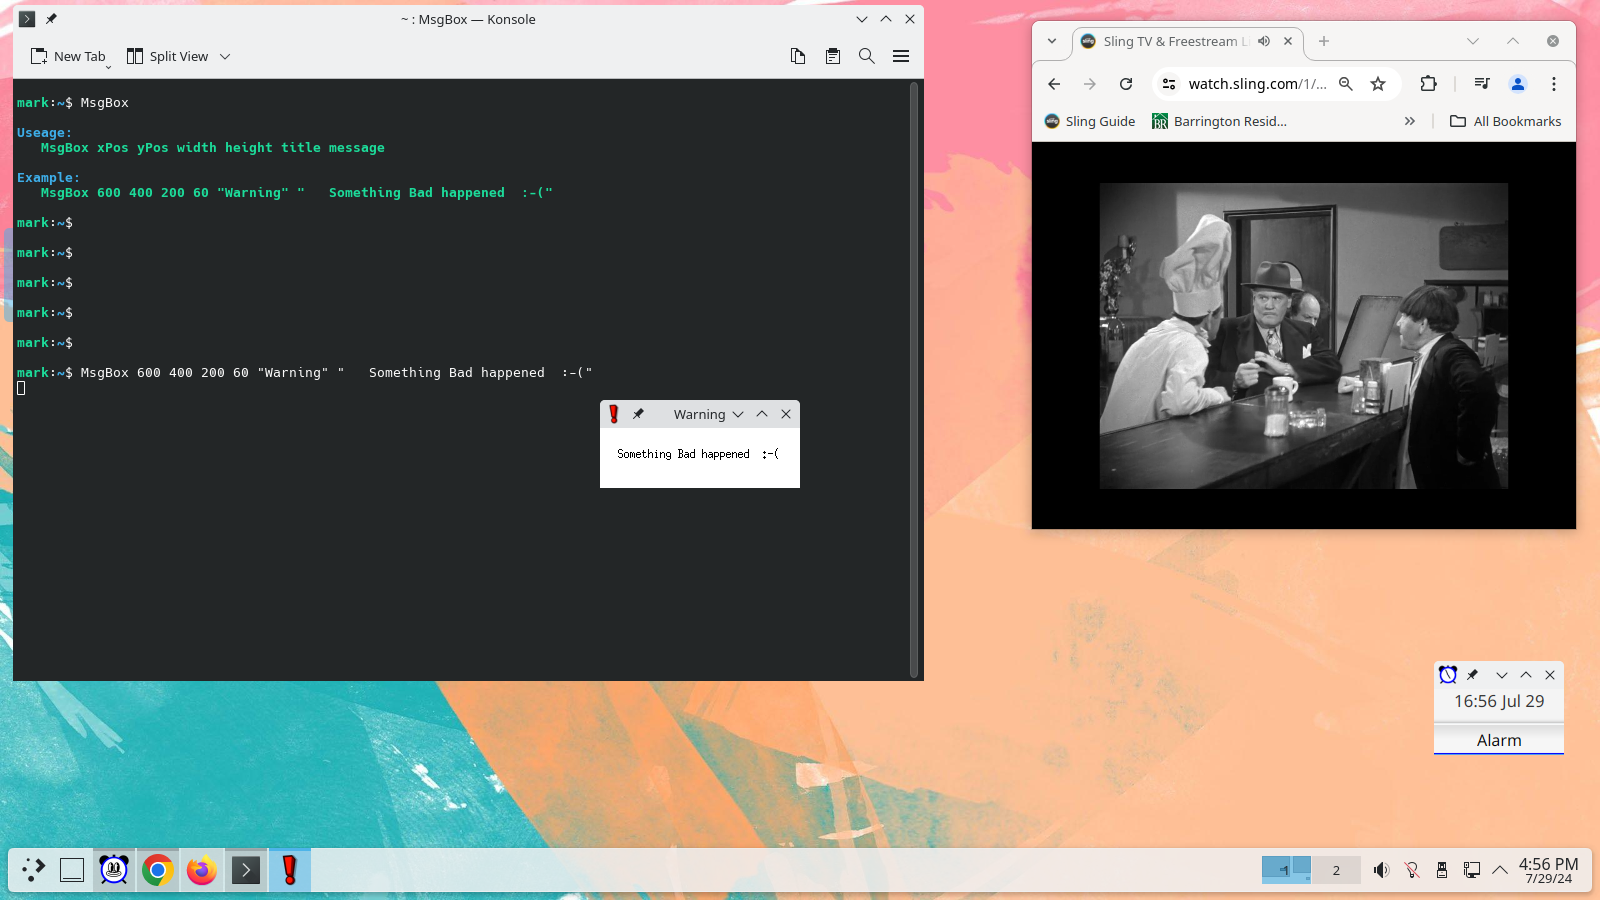 ~ : MsgBox — Konsole
New Tab
Split View
mark:~$ MsgBox
Useage:
MsgBox xPos yPos width height title message
Example:
MsgBox 600 400 200 60 "Warning" "   Something Bad happened  :-("
mark:~$
mark:~$
mark:~$
mark:~$
mark:~$
mark:~$ MsgBox 600 400 200 60 "Warning" "   Something Bad happened  :-("
Warning
Something Bad happened  :-(
Sling TV & Freestream Li
watch.sling.com/1/...
Sling Guide
Barrington Resid...
All Bookmarks
16:56 Jul 29
Alarm
1
2
4:56 PM
7/29/24